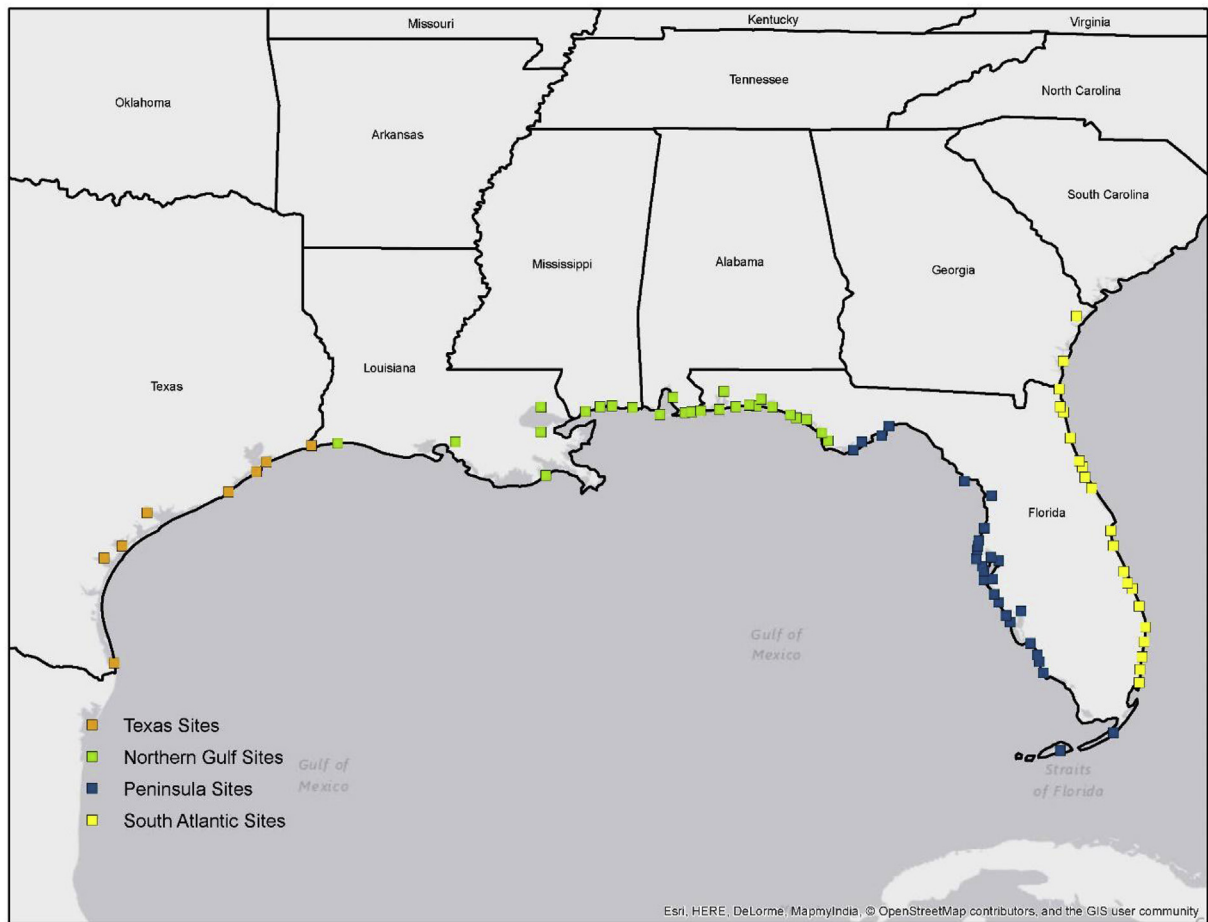 Missouri
Kentucky
Virginia
Oklahoma
Tennessee
North Carolina
Arkansas
South Carolina
Mississippi
Alabama
Georgia
Texas
Louisiana
Florida
Gulf of
Mexico
Texas Sites
Northern Gulf Sites
Peninsula Sites
South Atlantic Sites
Gulf of
Mexico
Straits
of Florida
Esri, HERE, DeLorme, MapmyIndia, © OpenStreetMap contributors, and the GIS user community